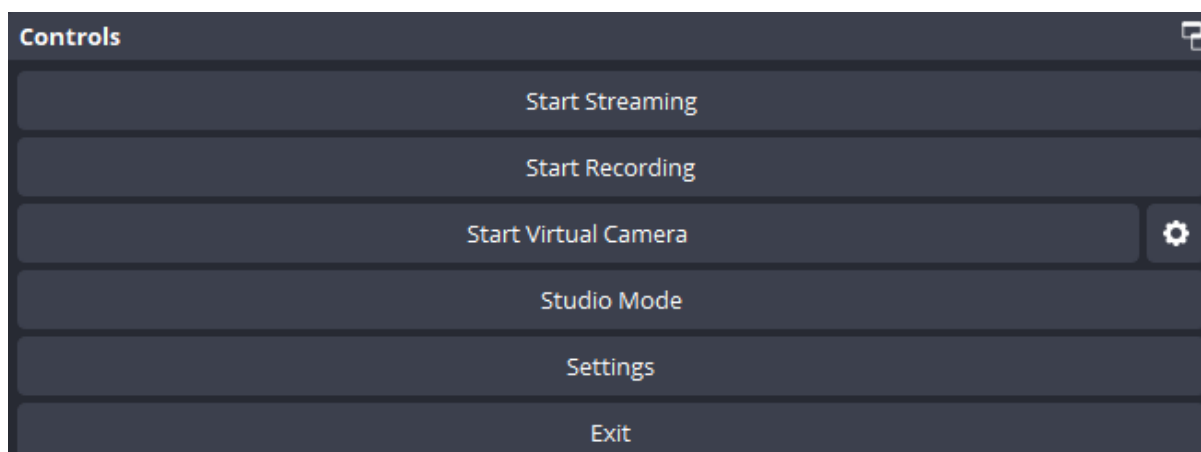 Controls
Start Streaming
Start Recording
Start Virtual Camera
Studio Mode
Settings
Exit